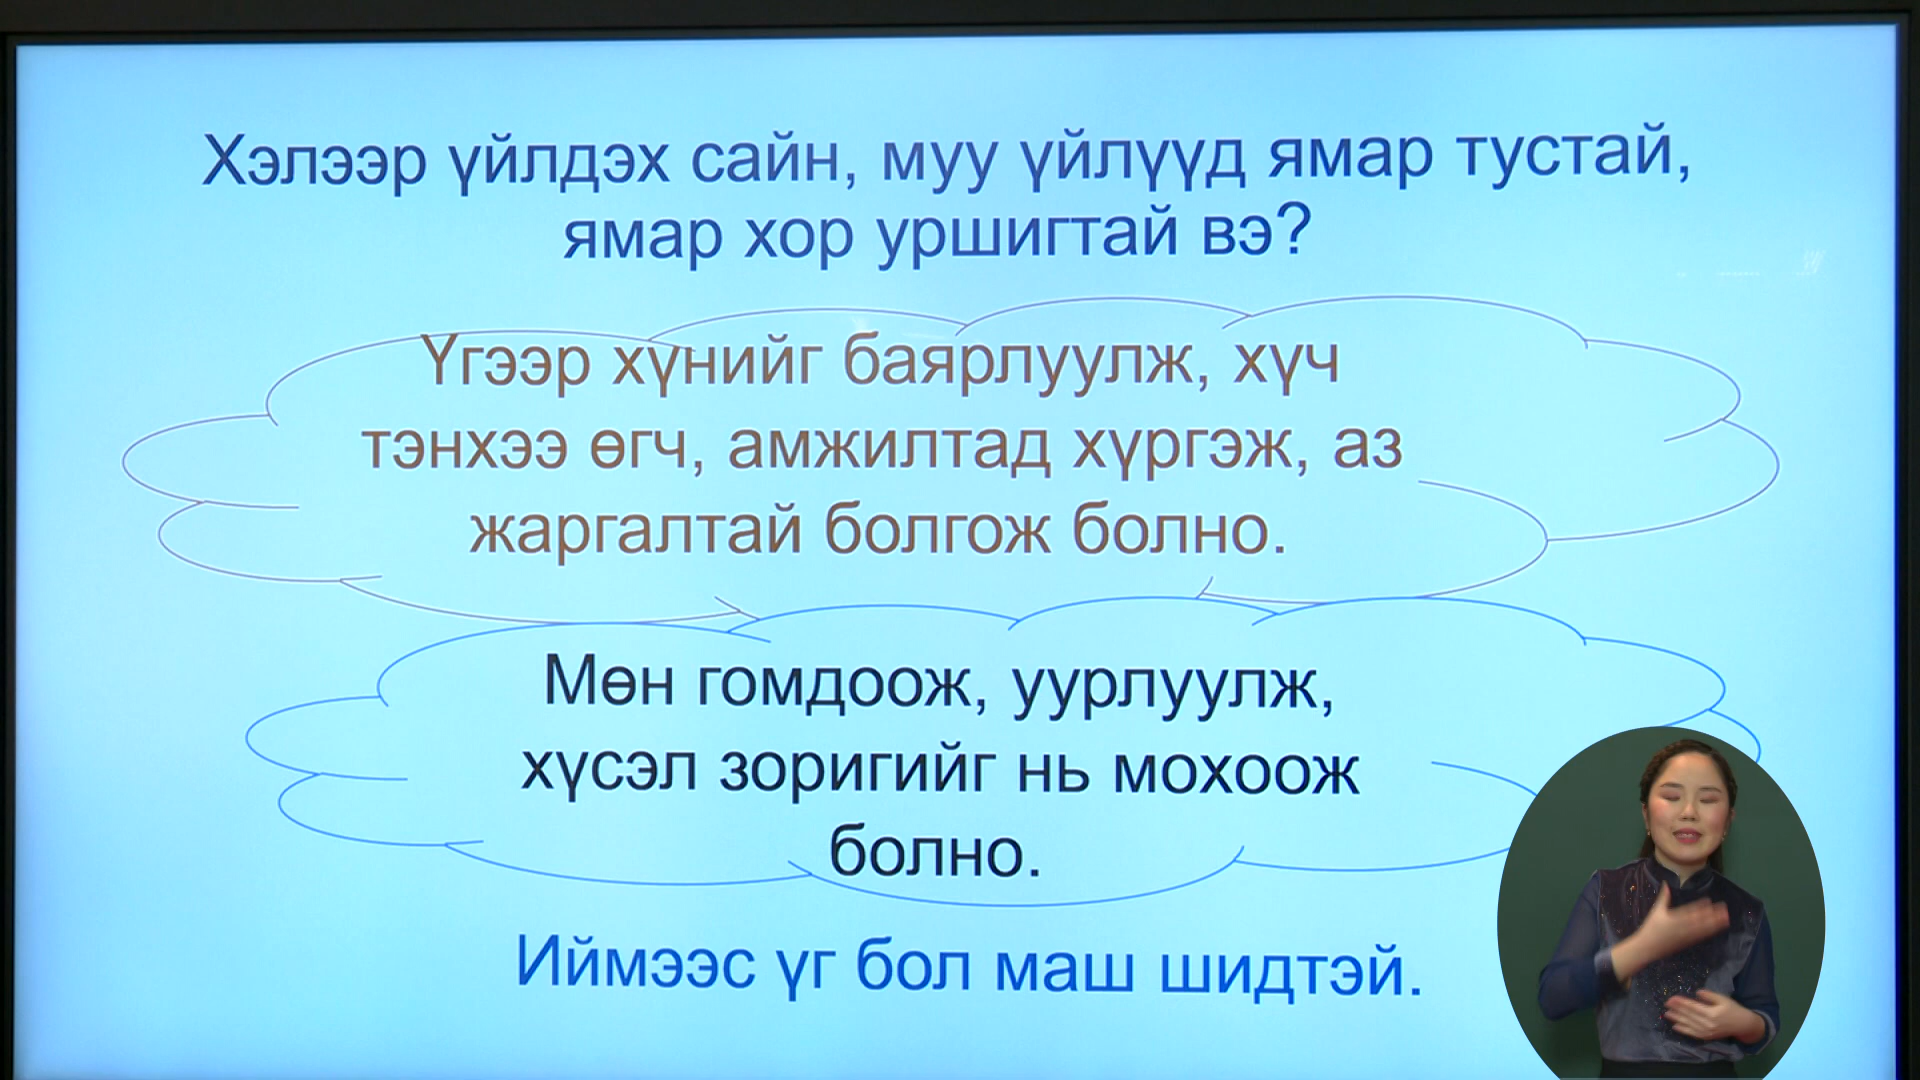 Хэлээр үйлдэх сайн, муу үйлүүд ямар тустай,
ямар хор уршигтай вэ?
Үгээр хүнийг баярлуулж, хүч
тэнхээ өгч, амжилтад хүргэж, аз
жаргалтай болгож болно.
Мөн гомдоож, уурлуулж,
хүсэл зоригийг нь мохоож
болно.
Иймээс үг бол маш шидтэй.